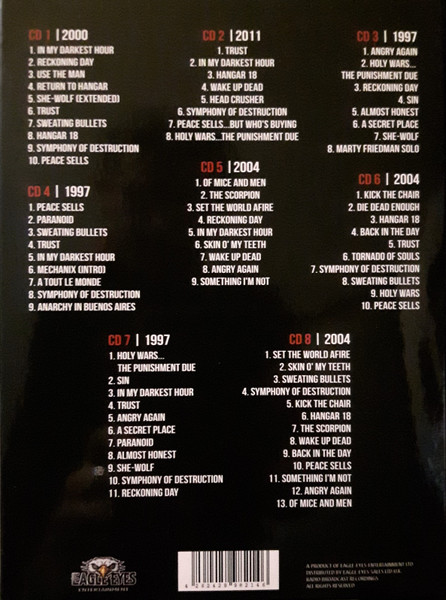 CD 1 | 2000
1. IN MY DARKEST HOUR
2. RECKONING DAY
3. USE THE MAN
4. RETURN TO HANGAR
5. SHE-WOLF (EXTENDED)
6. TRUST
7. SWEATING BULLETS
8. HANGAR 18
9. SYMPHONY OF DESTRUCTION
10. PEACE SELLS
CD 2 | 2011
1. TRUST
2. IN MY DARKEST HOUR
3. HANGAR 18
4. WAKE UP DEAD
5. HEAD CRUSHER
6. SYMPHONY OF DESTRUCTION
7. PEACE SELLS...BUT WHO'S BUYING
8. HOLY WARS...THE PUNISHMENT DUE
CD 3 | 1997
1. ANGRY AGAIN
2. HOLY WARS...
THE PUNISHMENT DUE
3. RECKONING DAY
4. SIN
5. ALMOST HONEST
6. A SECRET PLACE
7. SHE-WOLF
8. MARTY FRIEDMAN SOLO
CD 4 | 1997
1. PEACE SELLS
2. PARANOID
3. SWEATING BULLETS
4. TRUST
5. IN MY DARKEST HOUR
6. MECHANIX (INTRO)
7. A TOUT LE MONDE
8. SYMPHONY OF DESTRUCTION
9. ANARCHY IN BUENOS AIRES
CD 5 | 2004
1. OF MICE AND MEN
2. THE SCORPION
3. SET THE WORLD AFIRE
4. RECKONING DAY
5. IN MY DARKEST HOUR
6. SKIN O' MY TEETH
7. WAKE UP DEAD
8. ANGRY AGAIN
9. SOMETHING I'M NOT
CD 6 | 2004
1. KICK THE CHAIR
2. DIE DEAD ENOUGH
3. HANGAR 18
4. BACK IN THE DAY
5. TRUST
6. TORNADO OF SOULS
7. SYMPHONY OF DESTRUCTION
8. SWEATING BULLETS
9. HOLY WARS
10. PEACE SELLS
CD 7 | 1997
1. HOLY WARS...
THE PUNISHMENT DUE
2. SIN
3. IN MY DARKEST HOUR
4. TRUST
5. ANGRY AGAIN
6. A SECRET PLACE
7. PARANOID
8. ALMOST HONEST
9. SHE-WOLF
10. SYMPHONY OF DESTRUCTION
11. RECKONING DAY
CD 8 | 2004
1. SET THE WORLD AFIRE
2. SKIN O' MY TEETH
3. SWEATING BULLETS
4. SYMPHONY OF DESTRUCTION
5. KICK THE CHAIR
6. HANGAR 18
7. THE SCORPION
8. WAKE UP DEAD
9. BACK IN THE DAY
10. PEACE SELLS
11. SOMETHING I'M NOT
12. ANGRY AGAIN
13. OF MICE AND MEN
EAGLE EYES
ENTERTAINMENT
A PRODUCT OF EAGLE EYES ENTERTAINMENT LTD
DISTRIBUTED BY EAGLE EYES SALES LTD
RADIO BROADCAST RECORDINGS
ALL RIGHTS RESERVED